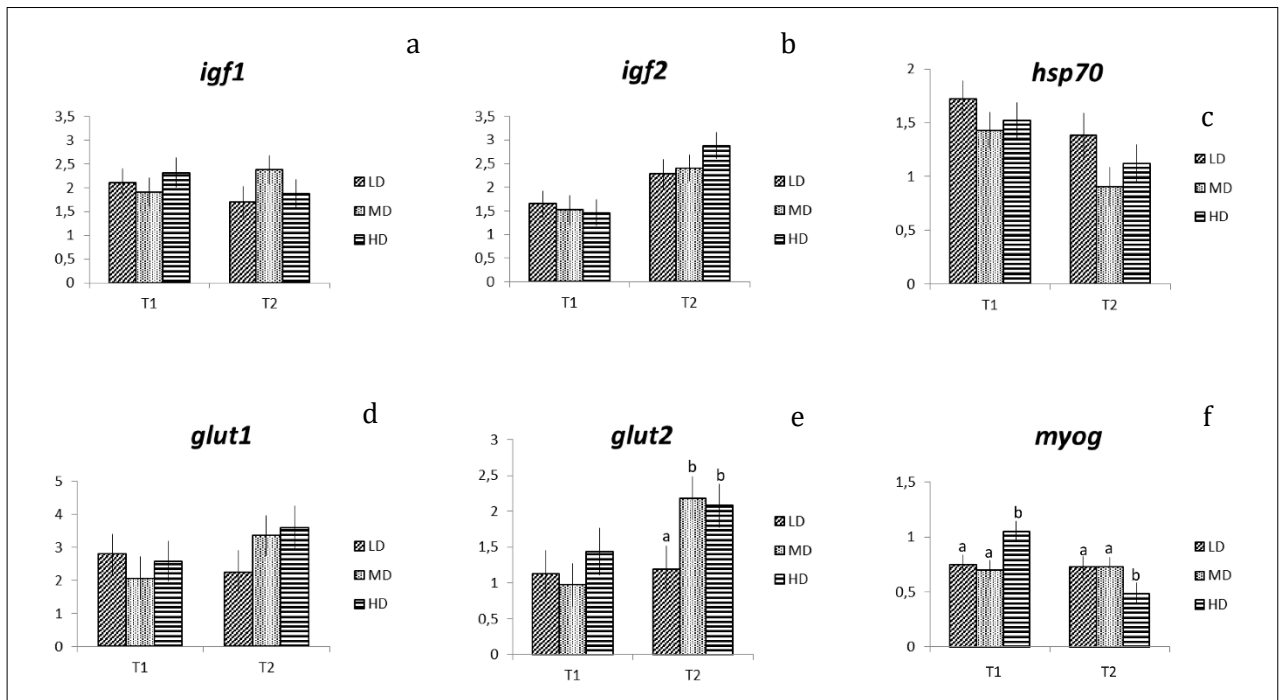 a
igf1
3,5
3
2,5
2
1,5
1
0,5
0
T1
T2
LD
MD
HD
b
igf2
3,5
3
2,5
2
1,5
1
0,5
0
T1
T2
LD
MD
HD
c
hsp70
2
1,5
1
0,5
0
T1
T2
LD
MD
HD
d
glut1
5
4
3
2
1
0
T1
T2
LD
MD
HD
e
glut2
3
2,5
2
1,5
1
0,5
0
a
b
b
T1
T2
LD
MD
HD
f
myog
1,5
1
0,5
0
a
a
b
a
a
b
T1
T2
LD
MD
HD